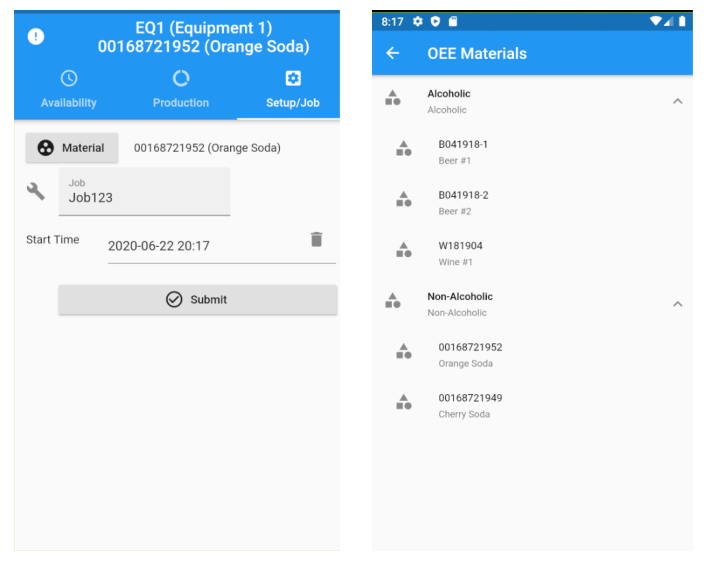 EQ1 (Equipment 1)
00168721952 (Orange Soda)
Availability
Production
Setup/Job
Material
00168721952 (Orange Soda)
Job
Job123
Start Time
2020-06-22 20:17
Submit
8:17
OEE Materials
Alcoholic
Alcoholic
B041918-1
Beer #1
B041918-2
Beer #2
W181904
Wine #1
Non-Alcoholic
Non-Alcoholic
00168721952
Orange Soda
00168721949
Cherry Soda